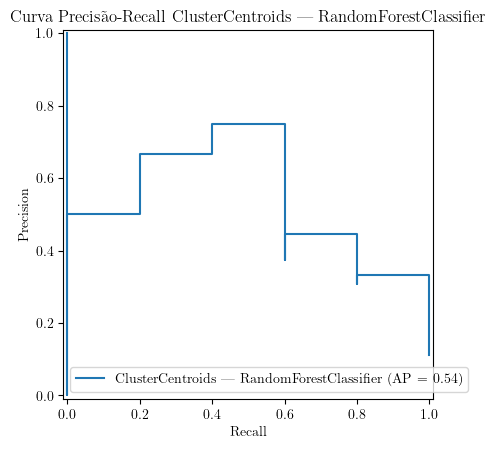 Curva Precisão-Recall ClusterCentroids — RandomForestClassifier
1.0
0.8
0.6
0.4
0.2
0.0
Precision
ClusterCentroids — RandomForestClassifier (AP = 0.54)
0.0 0.2 0.4 0.6 0.8 1.0
Recall